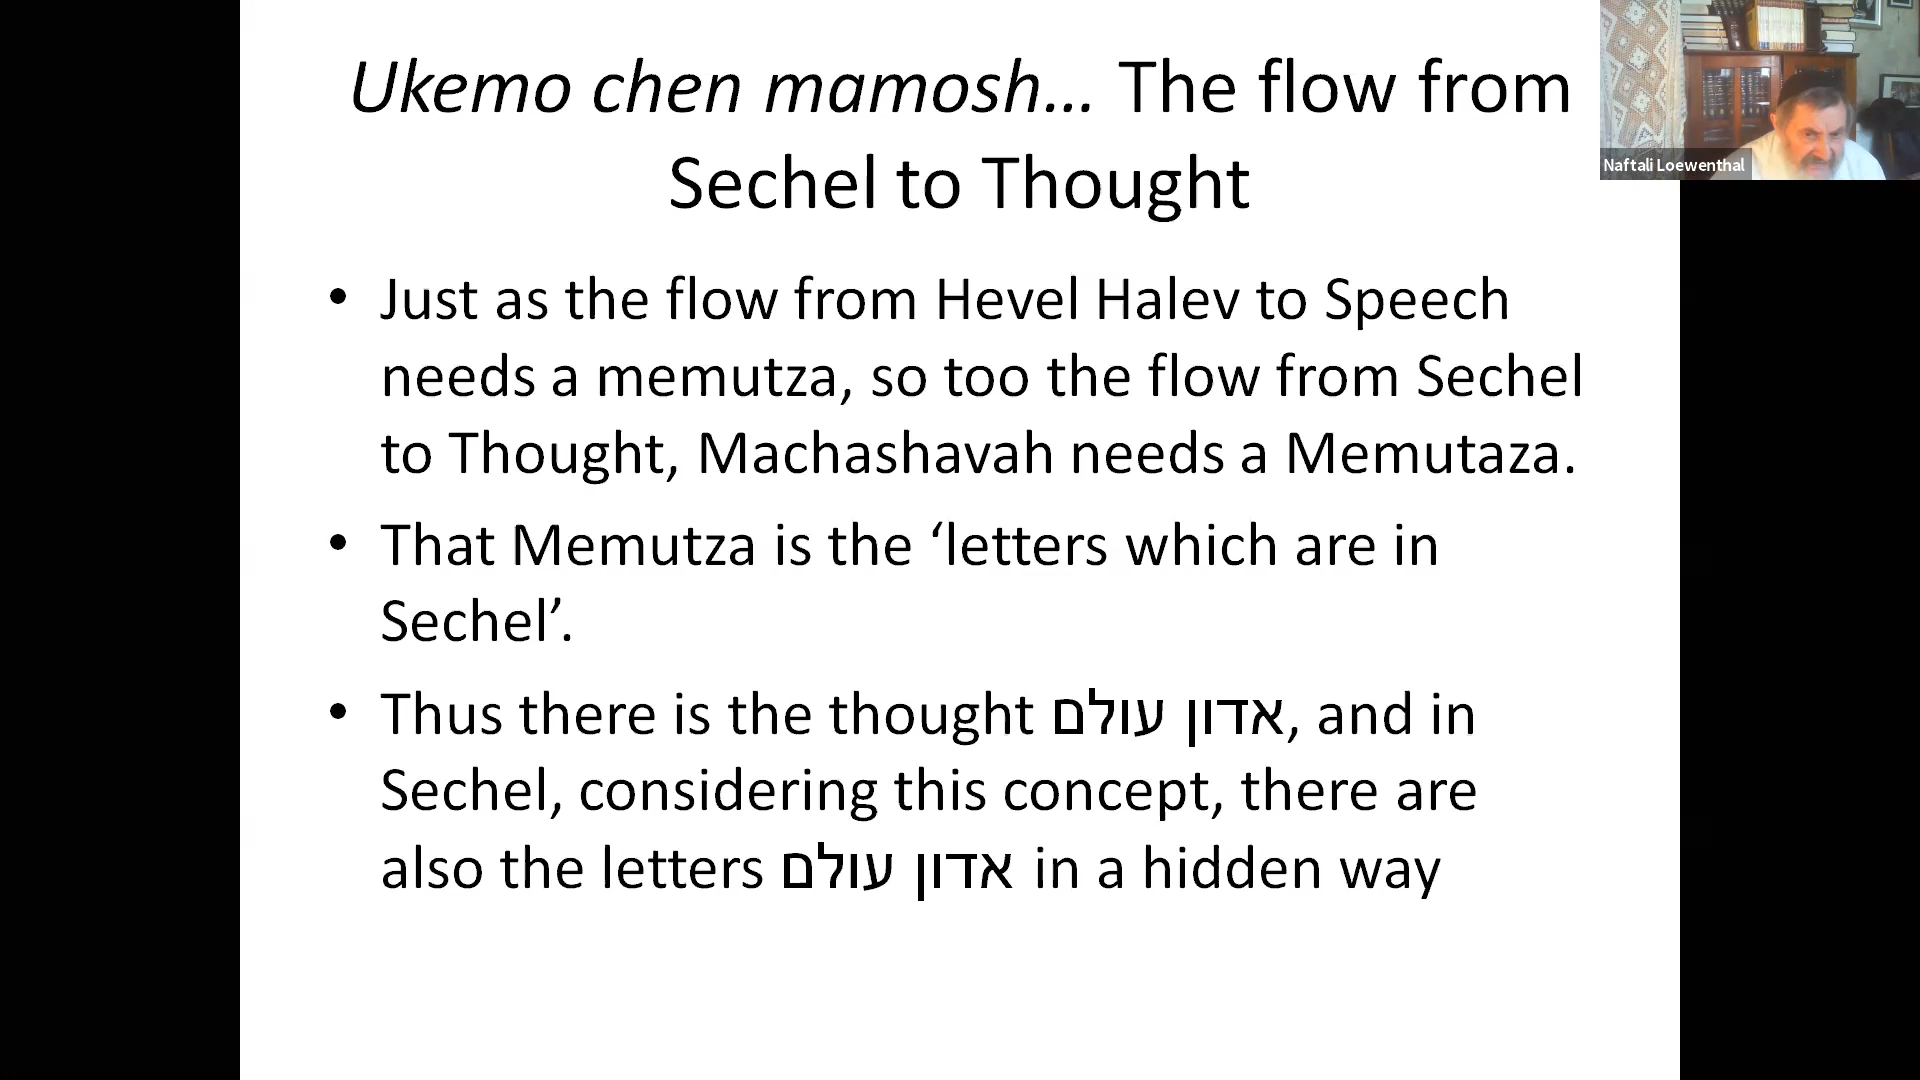 Ukemo chen mamosh... The flow from
Sechel to Thought
Naftali Loewenthal
• Just as the flow from Hevel Halev to Speech
needs a memutza, so too the flow from Sechel
to Thought, Machashavah needs a Memutaza.
• That Memutza is the ‘letters which are in
Sechel’.
• Thus there is the thought אדון עולם, and in
Sechel, considering this concept, there are
also the letters אדון עולם in a hidden way